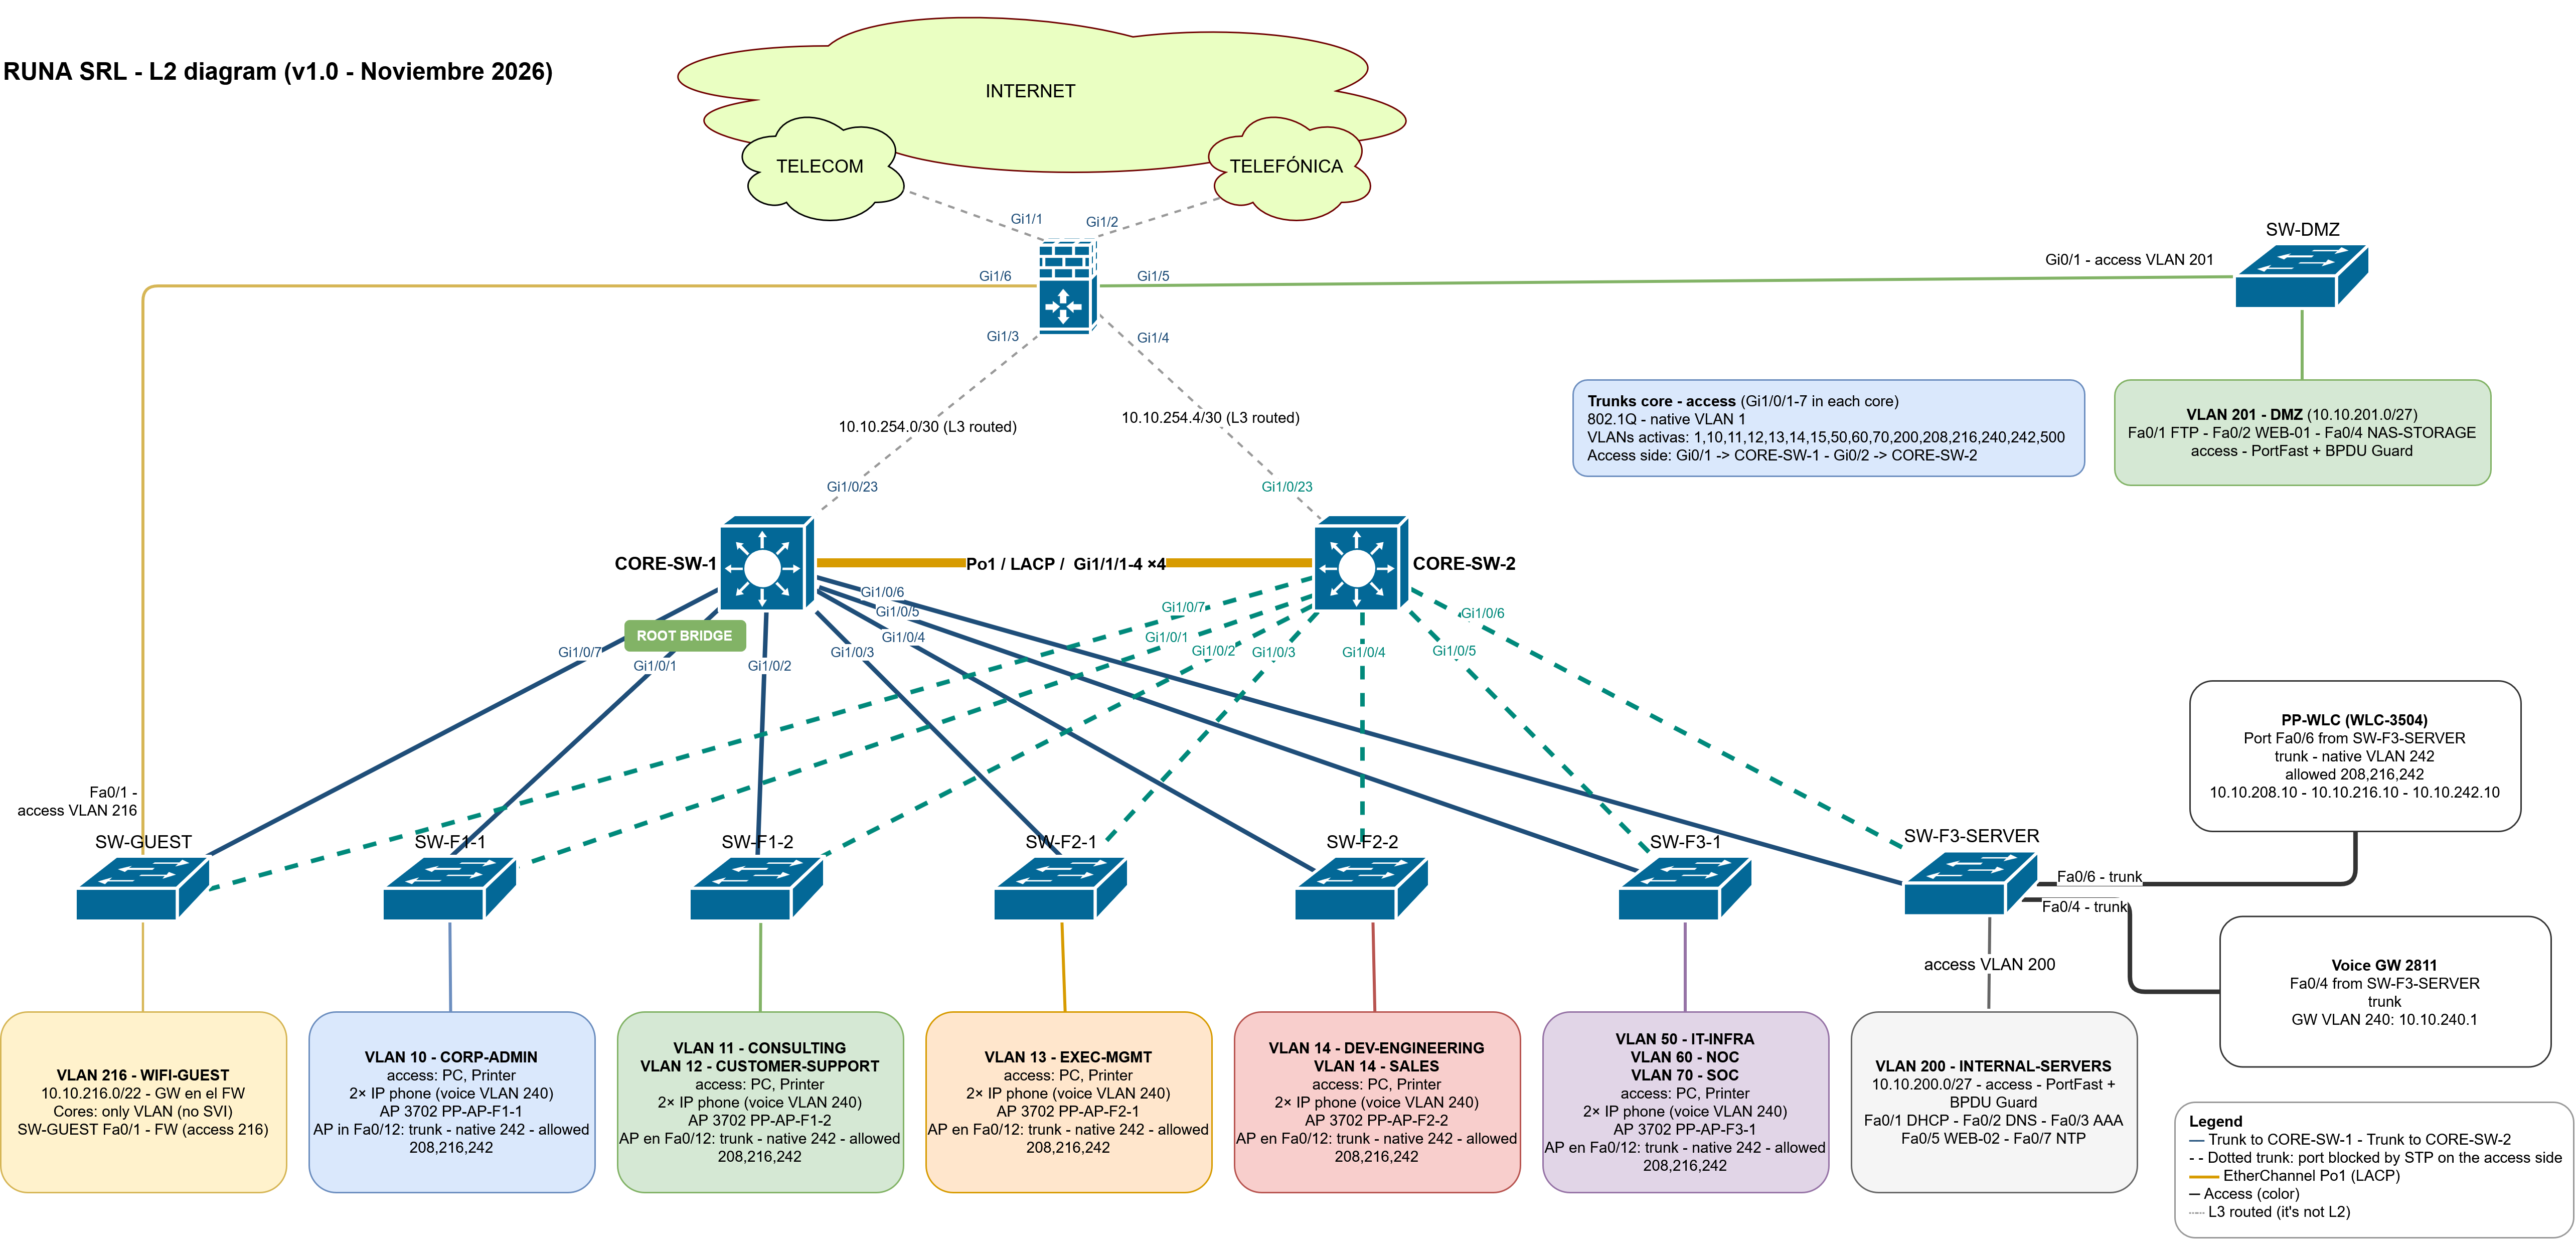 RUNA SRL - L2 diagram (v1.0 - Noviembre 2026)
INTERNET
TELECOM
TELEFÓNICA
Gi1/1
Gi1/2
SW-DMZ
Gi0/1 - access VLAN 201
Gi1/6
Gi1/5
Gi1/3
Gi1/4
Trunks core - access (Gi1/0/1-7 in each core)
802.1Q - native VLAN 1
VLANs activas: 1,10,11,12,13,14,15,50,60,70,200,208,216,240,242,500
Access side: Gi0/1 -> CORE-SW-1 - Gi0/2 -> CORE-SW-2
VLAN 201 - DMZ (10.10.201.0/27)
Fa0/1 FTP - Fa0/2 WEB-01 - Fa0/4 NAS-STORAGE
access - PortFast + BPDU Guard
10.10.254.0/30 (L3 routed)
10.10.254.4/30 (L3 routed)
Gi1/0/23
Gi1/0/23
CORE-SW-1
Po1 / LACP / Gi1/1/1-4 ×4
CORE-SW-2
ROOT BRIDGE
Gi1/0/7
Gi1/0/1
Gi1/0/2
Gi1/0/3
Gi1/0/4
Gi1/0/5
Gi1/0/6
Gi1/0/7
Gi1/0/1
Gi1/0/2
Gi1/0/3
Gi1/0/4
Gi1/0/5
Gi1/0/6
PP-WLC (WLC-3504)
Port Fa0/6 from SW-F3-SERVER
trunk - native VLAN 242
allowed 208,216,242
10.10.208.10 - 10.10.216.10 - 10.10.242.10
Fa0/1 -
access VLAN 216
SW-GUEST
SW-F1-1
SW-F1-2
SW-F2-1
SW-F2-2
SW-F3-1
SW-F3-SERVER
Fa0/6 - trunk
Fa0/4 - trunk
access VLAN 200
Voice GW 2811
Fa0/4 from SW-F3-SERVER
trunk
GW VLAN 240: 10.10.240.1
VLAN 216 - WIFI-GUEST
10.10.216.0/22 - GW en el FW
Cores: only VLAN (no SVI)
SW-GUEST Fa0/1 - FW (access 216)
VLAN 10 - CORP-ADMIN
access: PC, Printer
2× IP phone (voice VLAN 240)
AP 3702 PP-AP-F1-1
AP in Fa0/12: trunk - native 242 - allowed
208,216,242
VLAN 11 - CONSULTING
VLAN 12 - CUSTOMER-SUPPORT
access: PC, Printer
2× IP phone (voice VLAN 240)
AP 3702 PP-AP-F1-2
AP en Fa0/12: trunk - native 242 - allowed
208,216,242
VLAN 13 - EXEC-MGMT
access: PC, Printer
2× IP phone (voice VLAN 240)
AP 3702 PP-AP-F2-1
AP en Fa0/12: trunk - native 242 - allowed
208,216,242
VLAN 14 - DEV-ENGINEERING
VLAN 14 - SALES
access: PC, Printer
2× IP phone (voice VLAN 240)
AP 3702 PP-AP-F2-2
AP en Fa0/12: trunk - native 242 - allowed
208,216,242
VLAN 50 - IT-INFRA
VLAN 60 - NOC
VLAN 70 - SOC
access: PC, Printer
2× IP phone (voice VLAN 240)
AP 3702 PP-AP-F3-1
AP en Fa0/12: trunk - native 242 - allowed
208,216,242
VLAN 200 - INTERNAL-SERVERS
10.10.200.0/27 - access - PortFast +
BPDU Guard
Fa0/1 DHCP - Fa0/2 DNS - Fa0/3 AAA
Fa0/5 WEB-02 - Fa0/7 NTP
Legend
Trunk to CORE-SW-1 - Trunk to CORE-SW-2
Dotted trunk: port blocked by STP on the access side
EtherChannel Po1 (LACP)
Access (color)
L3 routed (it's not L2)